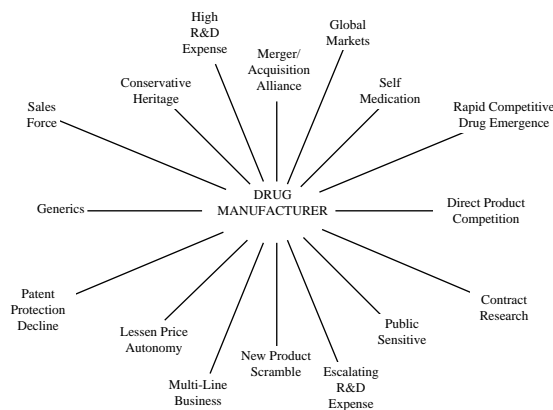 High
R&D
Expense
Global
Markets
Merger/
Acquisition
Alliance
Conservative
Heritage
Self
Medication
Sales
Force
Rapid Competitive
Drug Emergence
DRUG
MANUFACTURER
Generics
Direct Product
Competition
Patent
Protection
Decline
Contract
Research
Lessen Price
Autonomy
Public
Sensitive
New Product
Scramble
Multi-Line
Business
Escalating
R&D
Expense